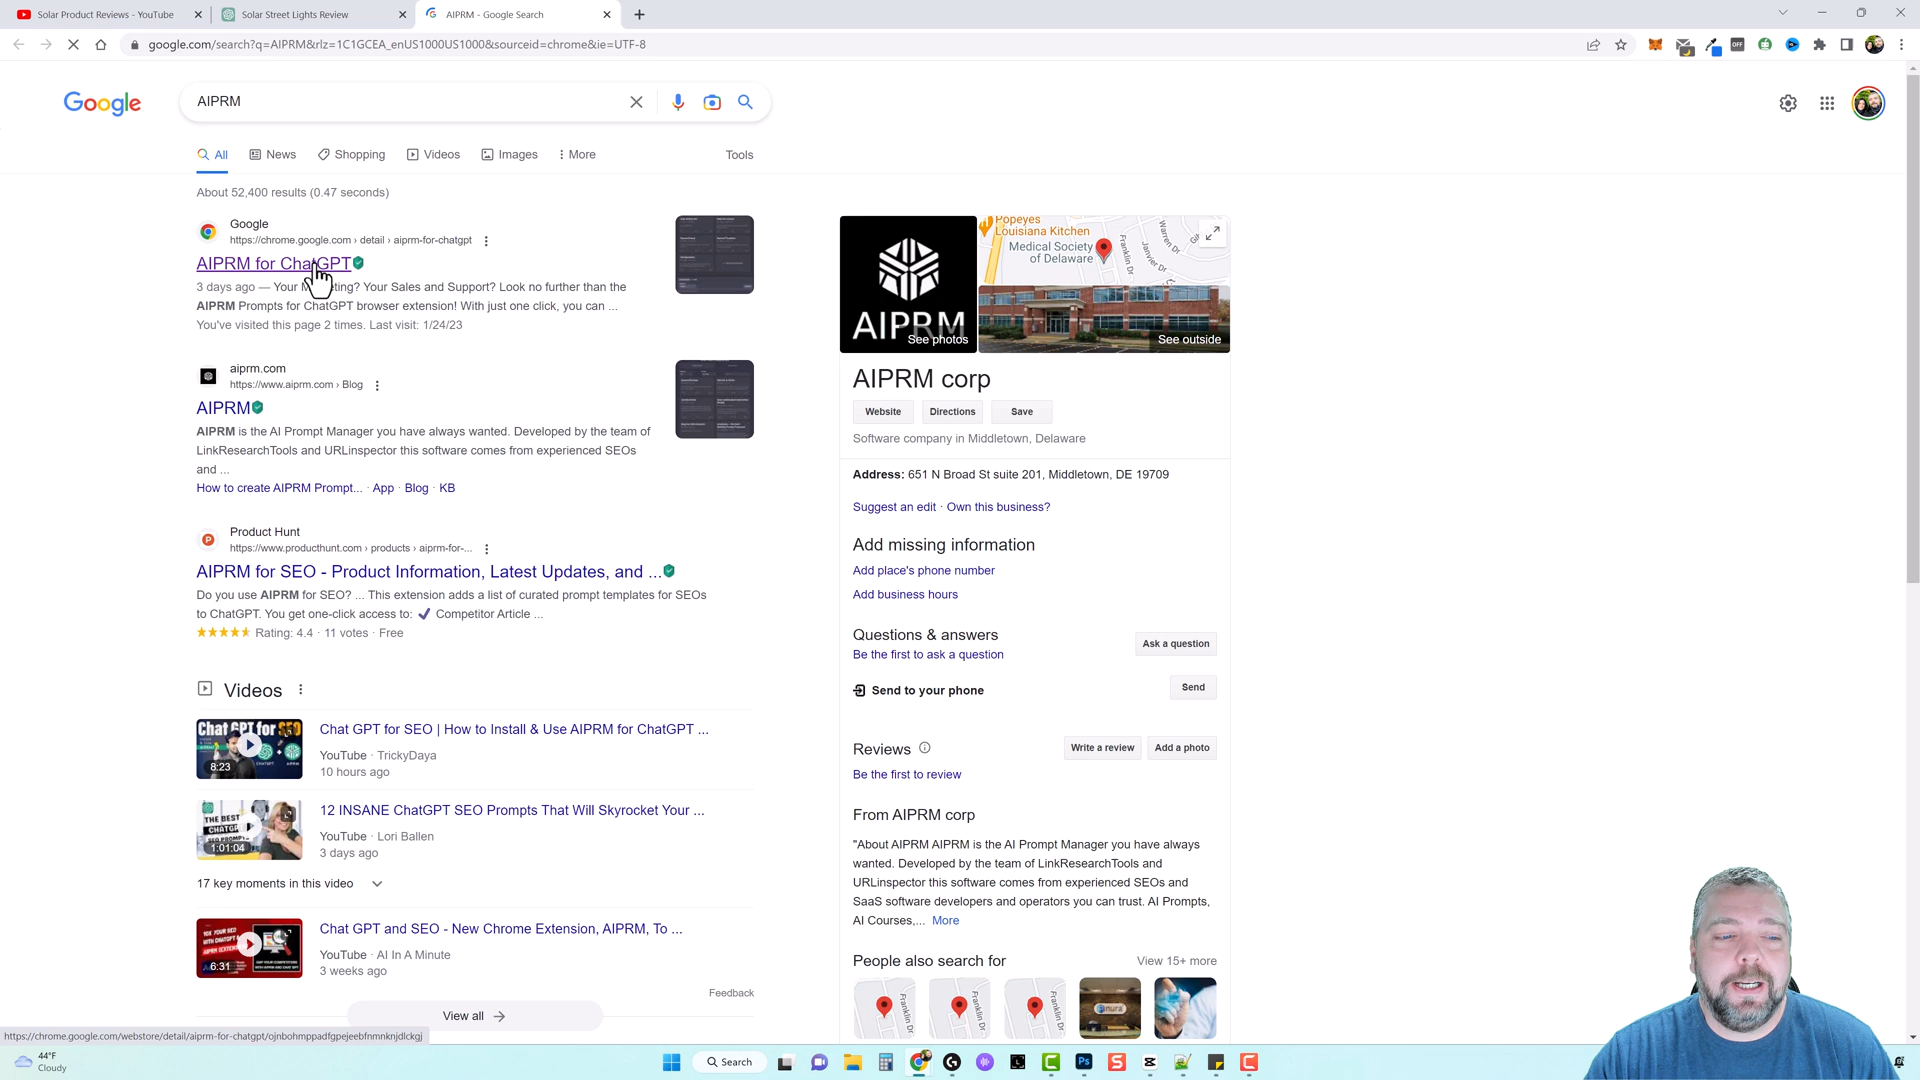 Solar Product Reviews - YouTube
Solar Street Lights Review
AIPRM - Google Search
google.com/search?q=AIPRM&rlz=1C1GCEA_enUS1000US1000&sourceid=chrome&ie=UTF-8
OFF
Google
AIPRM
All
News
Shopping
Videos
Images
More
Tools
About 52,400 results (0.47 seconds)
Google
https://chrome.google.com › detail › aiprm-for-chatgpt
AIPRM for ChatGPT
3 days ago — Your Marketing? Your Sales and Support? Look no further than the
AIPRM Prompts for ChatGPT browser extension! With just one click, you can ...
You've visited this page 2 times. Last visit: 1/24/23
aiprm.com
https://www.aiprm.com › Blog
AIPRM
AIPRM is the AI Prompt Manager you have always wanted. Developed by the team of
LinkResearchTools and URLinspector this software comes from experienced SEOs
and ...
How to create AIPRM Prompt... · App · Blog · KB
Product Hunt
https://www.producthunt.com › products › aiprm-for-...
AIPRM for SEO - Product Information, Latest Updates, and ...
Do you use AIPRM for SEO? ... This extension adds a list of curated prompt templates for SEOs
to ChatGPT. You get one-click access to: ✔ Competitor Article ...
Rating: 4.4 · 11 votes · Free
Videos
Chat GPT for SEO
8:23
Chat GPT for SEO | How to Install & Use AIPRM for ChatGPT ...
YouTube · TrickyDaya
10 hours ago
THE BEST
1:01:04
12 INSANE ChatGPT SEO Prompts That Will Skyrocket Your ...
YouTube · Lori Ballen
3 days ago
17 key moments in this video
6:31
Chat GPT and SEO - New Chrome Extension, AIPRM, To ...
YouTube · AI In A Minute
3 weeks ago
Feedback
View all
AIPRM
See photos
Popeyes
Louisiana Kitchen
Medical Society
of Delaware
Franklin Dr
Janvier Dr
Warren Dr
See outside
AIPRM corp
Website
Directions
Save
Software company in Middletown, Delaware
Address: 651 N Broad St suite 201, Middletown, DE 19709
Suggest an edit · Own this business?
Add missing information
Add place's phone number
Add business hours
Questions & answers
Ask a question
Be the first to ask a question
Send to your phone
Send
Reviews
Write a review
Add a photo
Be the first to review
From AIPRM corp
"About AIPRM AIPRM is the AI Prompt Manager you have always
wanted. Developed by the team of LinkResearchTools and
URLinspector this software comes from experienced SEOs and
SaaS software developers and operators you can trust. AI Prompts,
AI Courses,... More
People also search for
View 15+ more
Franklin
Franklin
Franklin
nura
https://chrome.google.com/webstore/detail/aiprm-for-chatgpt/ojnbohmppadfgpejeebfnmnknjdlckgj
44°F
Cloudy
Search